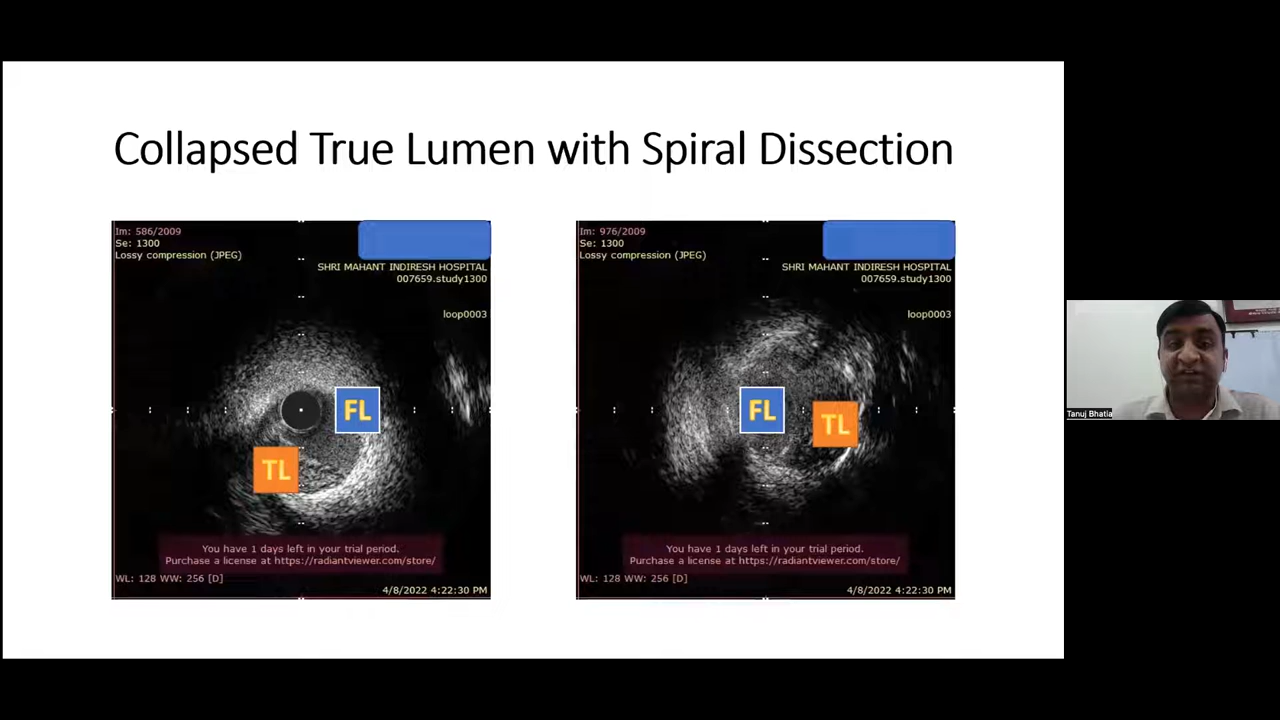 Collapsed True Lumen with Spiral Dissection
Im: 586/2009
Se: 1300
Lossy compression (JPEG)
SHRI MAHANT INDIRESH HOSPITAL
007659.study1300
loop0003
FL
TL
You have 1 days left in your trial period.
Purchase a license at https://radiantviewer.com/store/
WL: 128 WW: 256 [D]
4/8/2022 4:22:30 PM
Im: 976/2009
Se: 1300
Lossy compression (JPEG)
SHRI MAHANT INDIRESH HOSPITAL
007659.study1300
loop0003
FL
TL
You have 1 days left in your trial period.
Purchase a license at https://radiantviewer.com/store/
WL: 128 WW: 256 [D]
4/8/2022 4:22:30 PM
Tanuj Bhatia